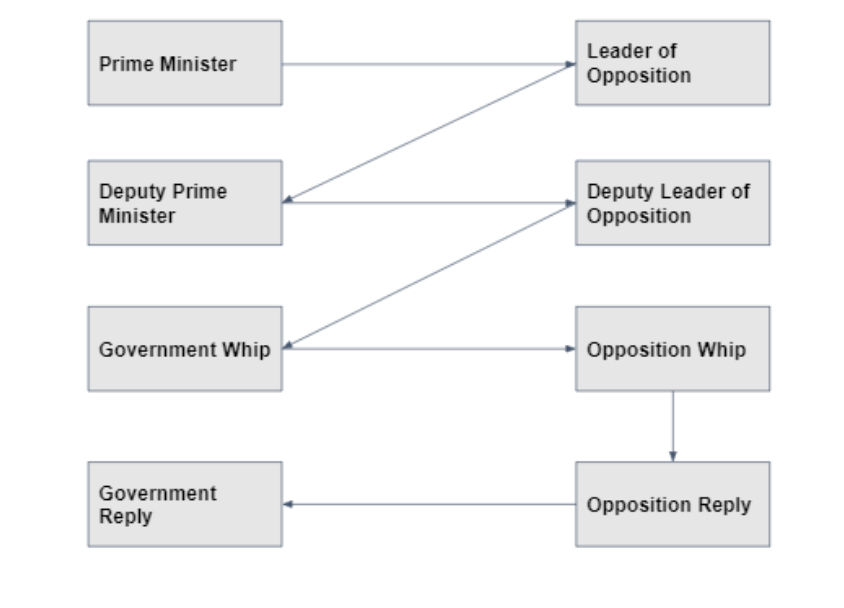 Prime Minister
Leader of
Opposition
Deputy Prime
Minister
Deputy Leader of
Opposition
Government Whip
Opposition Whip
Government
Reply
Opposition Reply